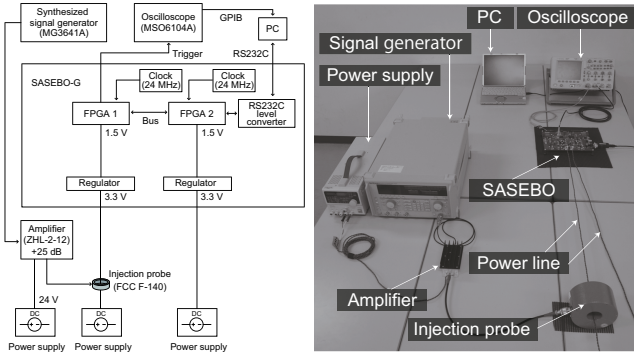 Synthesized
signal generator
(MG3641A)
Oscilloscope
(MSO6104A)
GPIB
PC
Trigger
RS232C
SASEBO-G
Clock
(24 MHz)
Clock
(24 MHz)
FPGA 1
Bus
FPGA 2
RS232C
level
converter
1.5 V
1.5 V
Regulator
Regulator
3.3 V
3.3 V
Amplifier
(ZHL-2-12)
+25 dB
Injection probe
(FCC F-140)
24 V
DC
DC
DC
Power supply
Power supply
Power supply
PC
Oscilloscope
Signal generator
Power supply
SASEBO
Power line
Amplifier
Injection probe